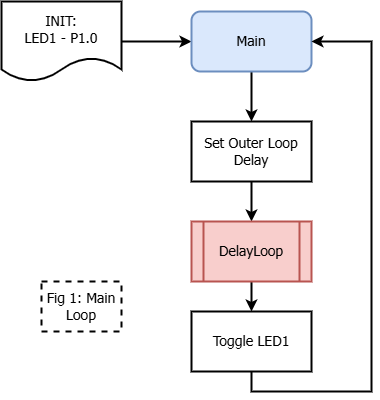 INIT:
LED1 - P1.0
Main
Set Outer Loop
Delay
DelayLoop
Fig 1: Main
Loop
Toggle LED1